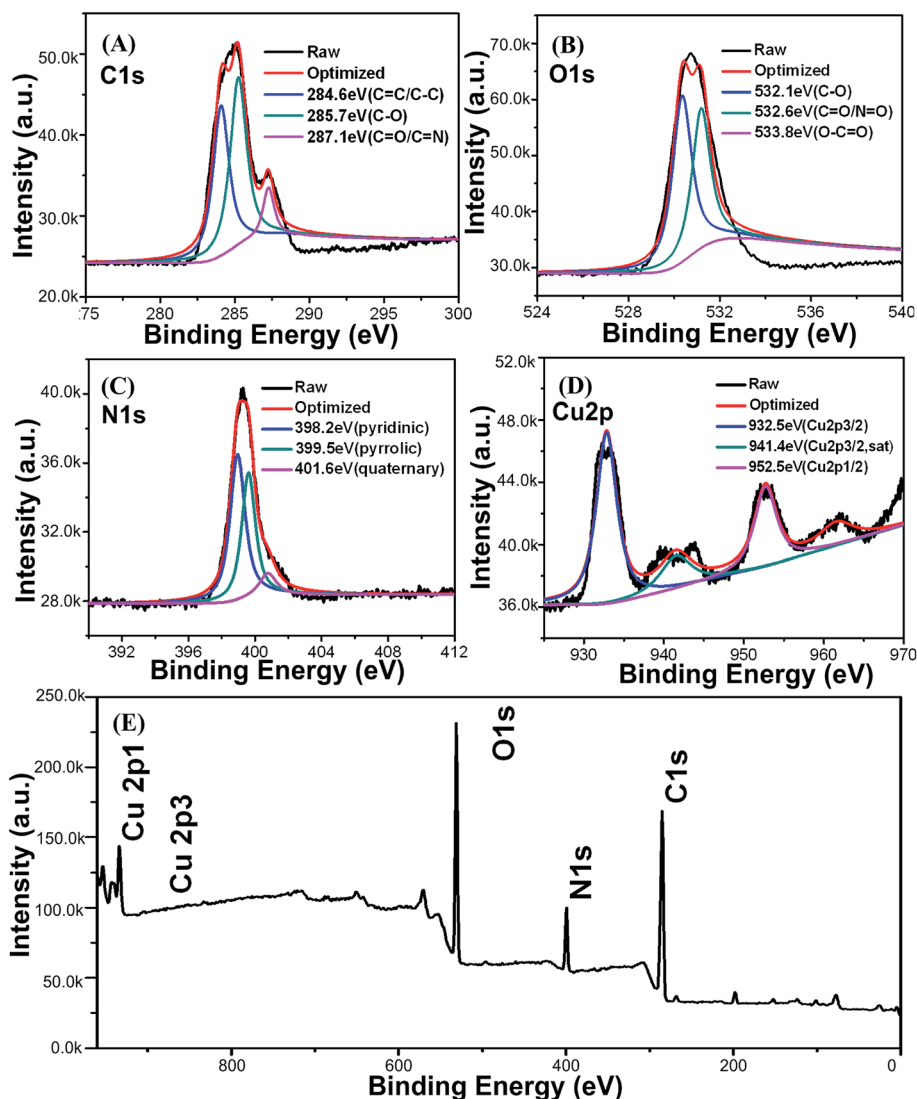 (A)
C1s
Raw
Optimized
284.6eV(C=C/C-C)
285.7eV(C-O)
287.1eV(C=O/C=N)
50.0k
40.0k
30.0k
20.0k
Intensity (a.u.)
275 280 285 290 295 300
Binding Energy (eV)
(B)
O1s
Raw
Optimized
532.1eV(C-O)
532.6eV(C=O/N=O)
533.8eV(O-C=O)
70.0k
60.0k
50.0k
40.0k
30.0k
Intensity (a.u.)
524 528 532 536 540
Binding Energy (eV)
(C)
N1s
Raw
Optimized
398.2eV(pyridinic)
399.5eV(pyrrolic)
401.6eV(quaternary)
40.0k
36.0k
32.0k
28.0k
Intensity (a.u.)
392 396 400 404 408 412
Binding Energy (eV)
(D)
Cu2p
Raw
Optimized
932.5eV(Cu2p3/2)
941.4eV(Cu2p3/2,sat)
952.5eV(Cu2p1/2)
52.0k
48.0k
44.0k
40.0k
36.0k
Intensity (a.u.)
930 940 950 960 970
Binding Energy (eV)
(E)
Cu 2p1
Cu 2p3
O1s
N1s
C1s
250.0k
200.0k
150.0k
100.0k
50.0k
0.0k
Intensity (a.u.)
800 600 400 200 0
Binding Energy (eV)